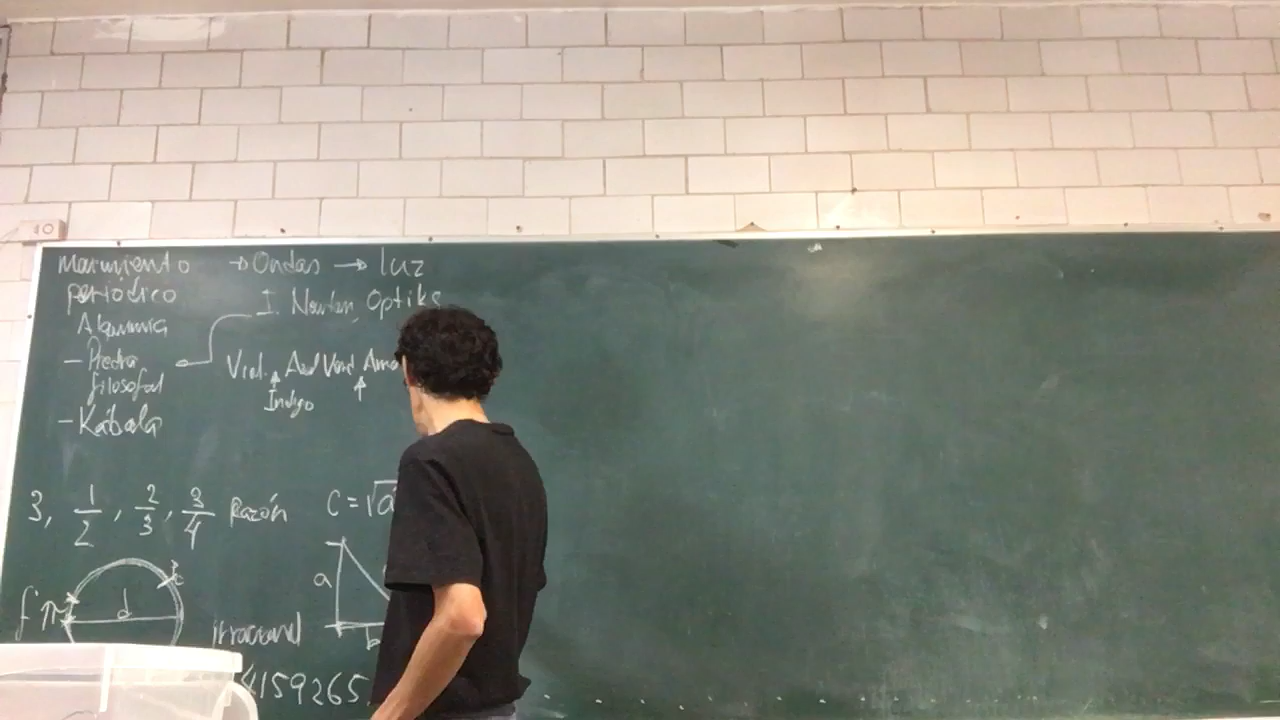 Movimiento → Ondas → luz
periódico
I. Newton, Optiks
Alquimia
- Piedra
filosofal
Viol. Azul Verd Ama
Indigo
- Kábala
3, 1/2, 2/3, 3/4 Razón
C = √a
a
b
d
π
irracional
4159265